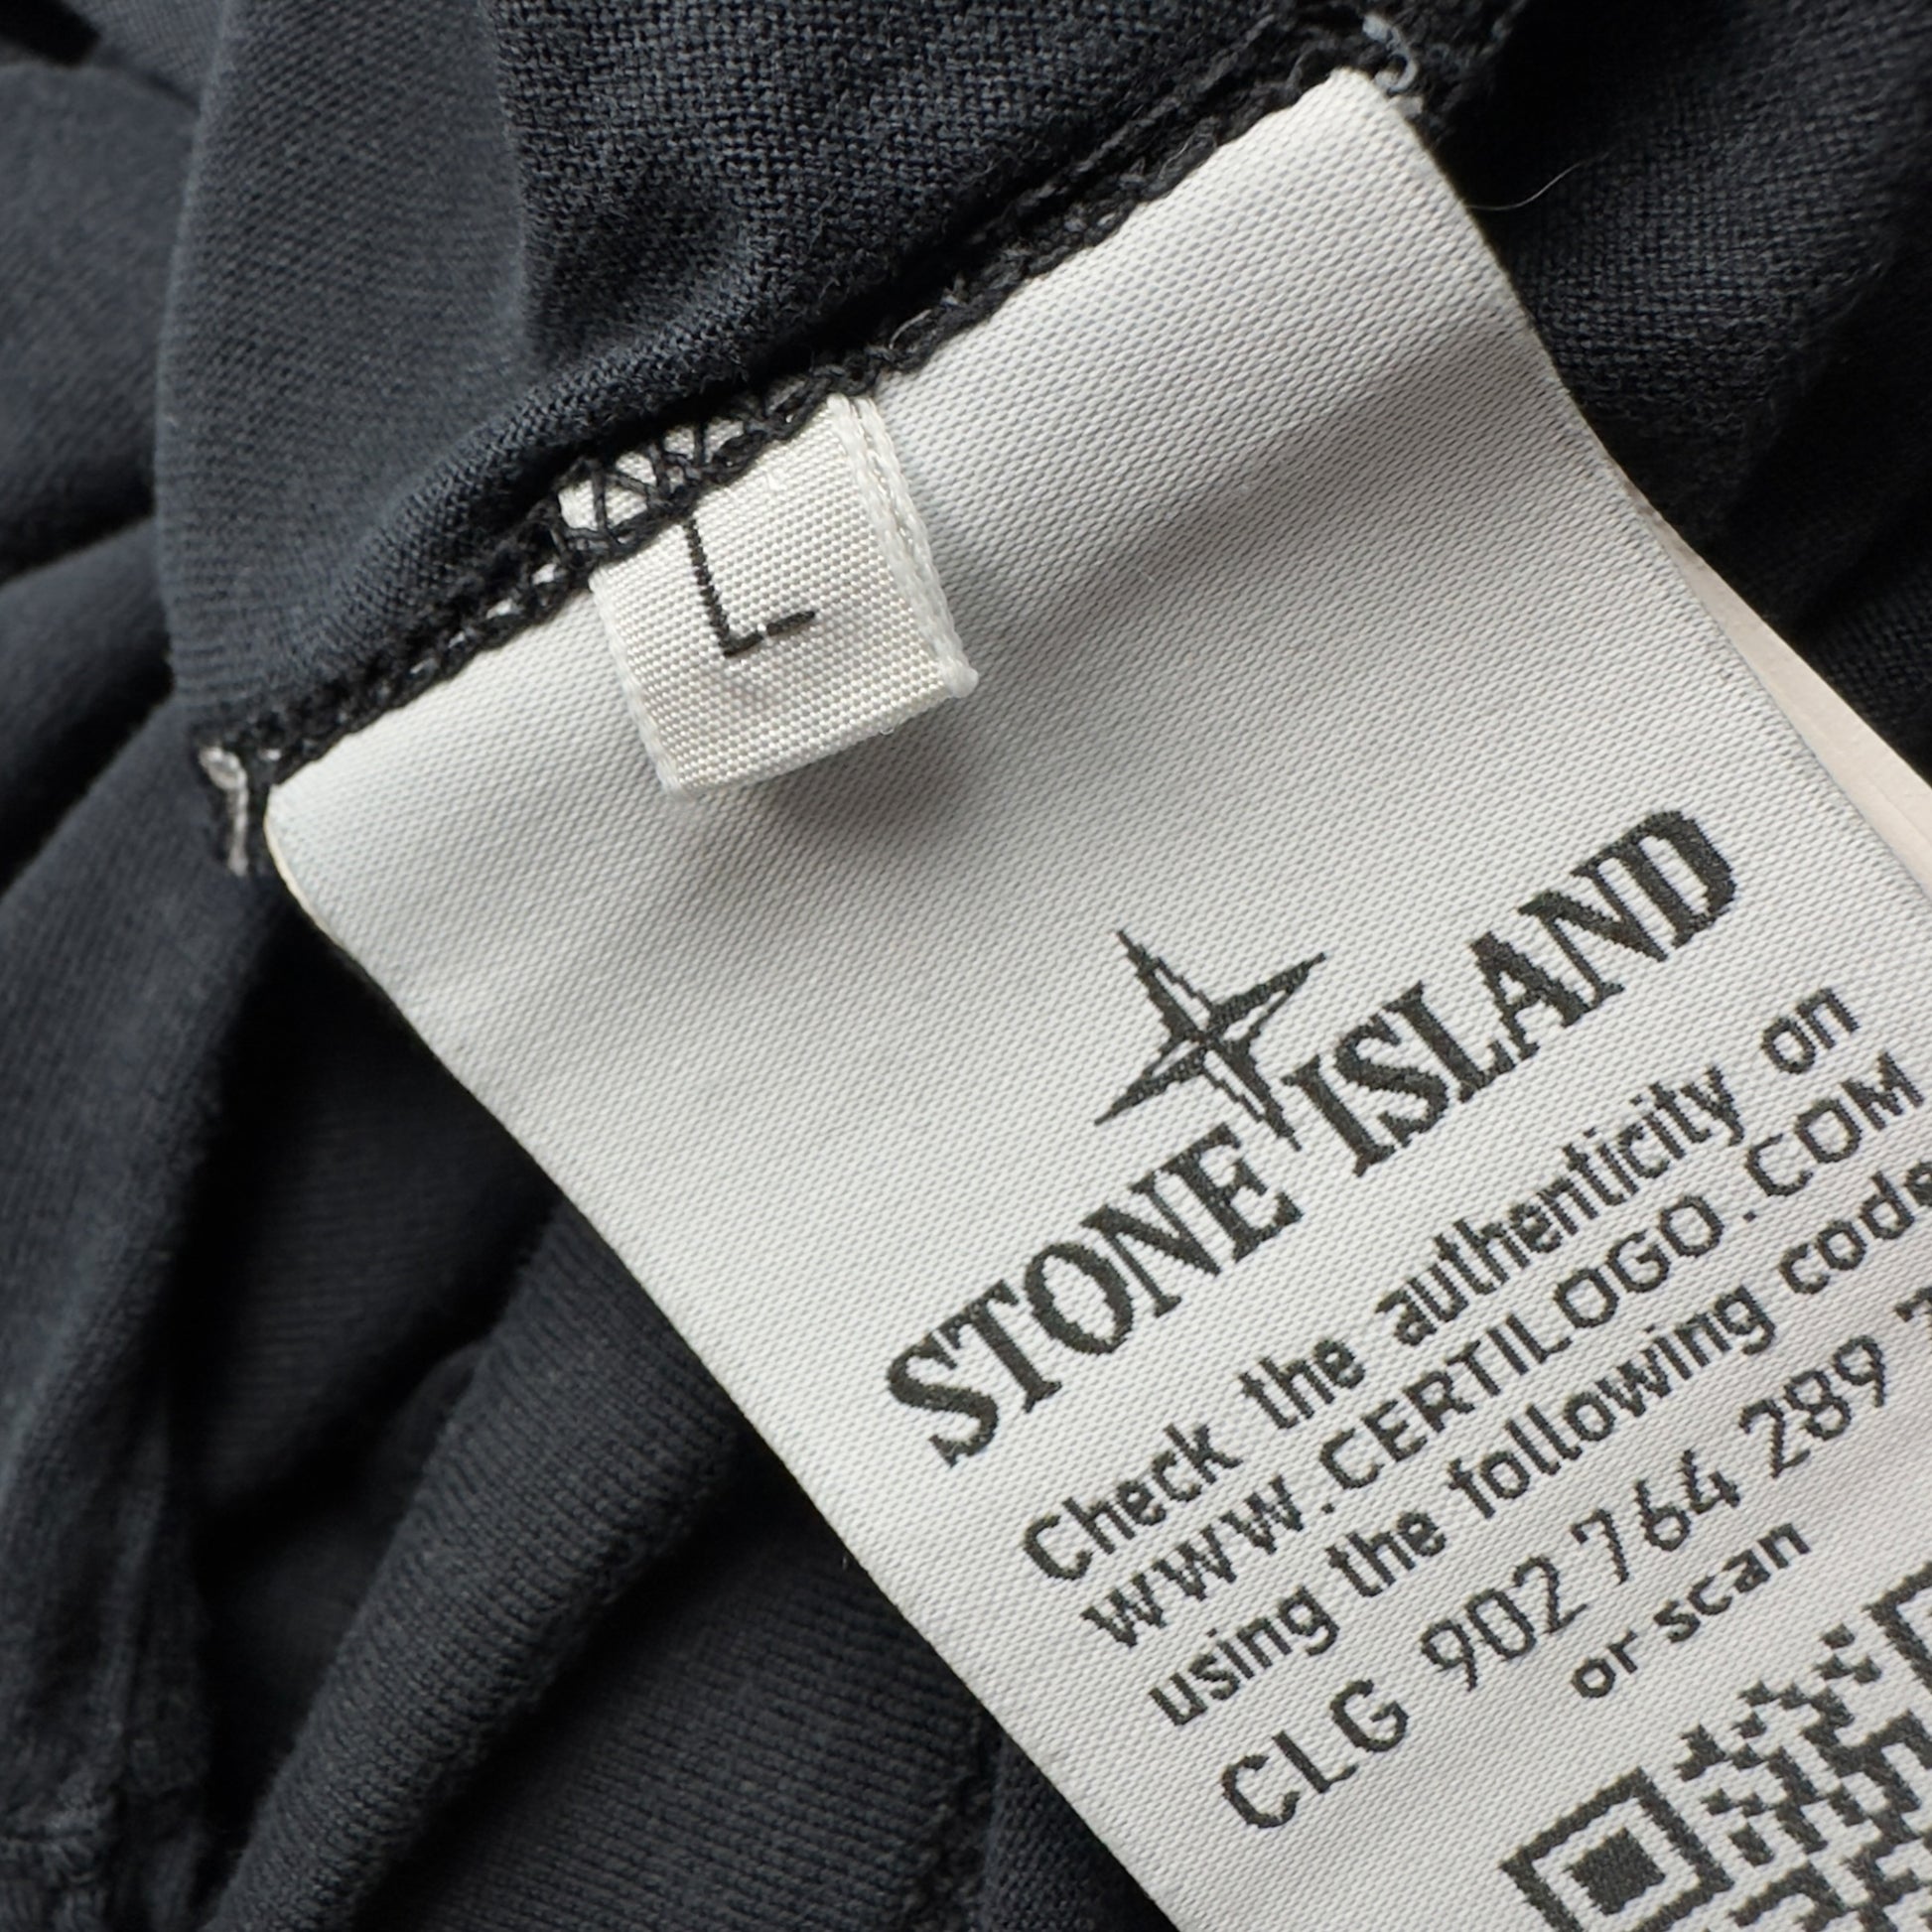 L
STONE ISLAND
Check the authenticity on
WWW.CERTILOGO.COM
using the following code
CLG 902 764 289
or scan